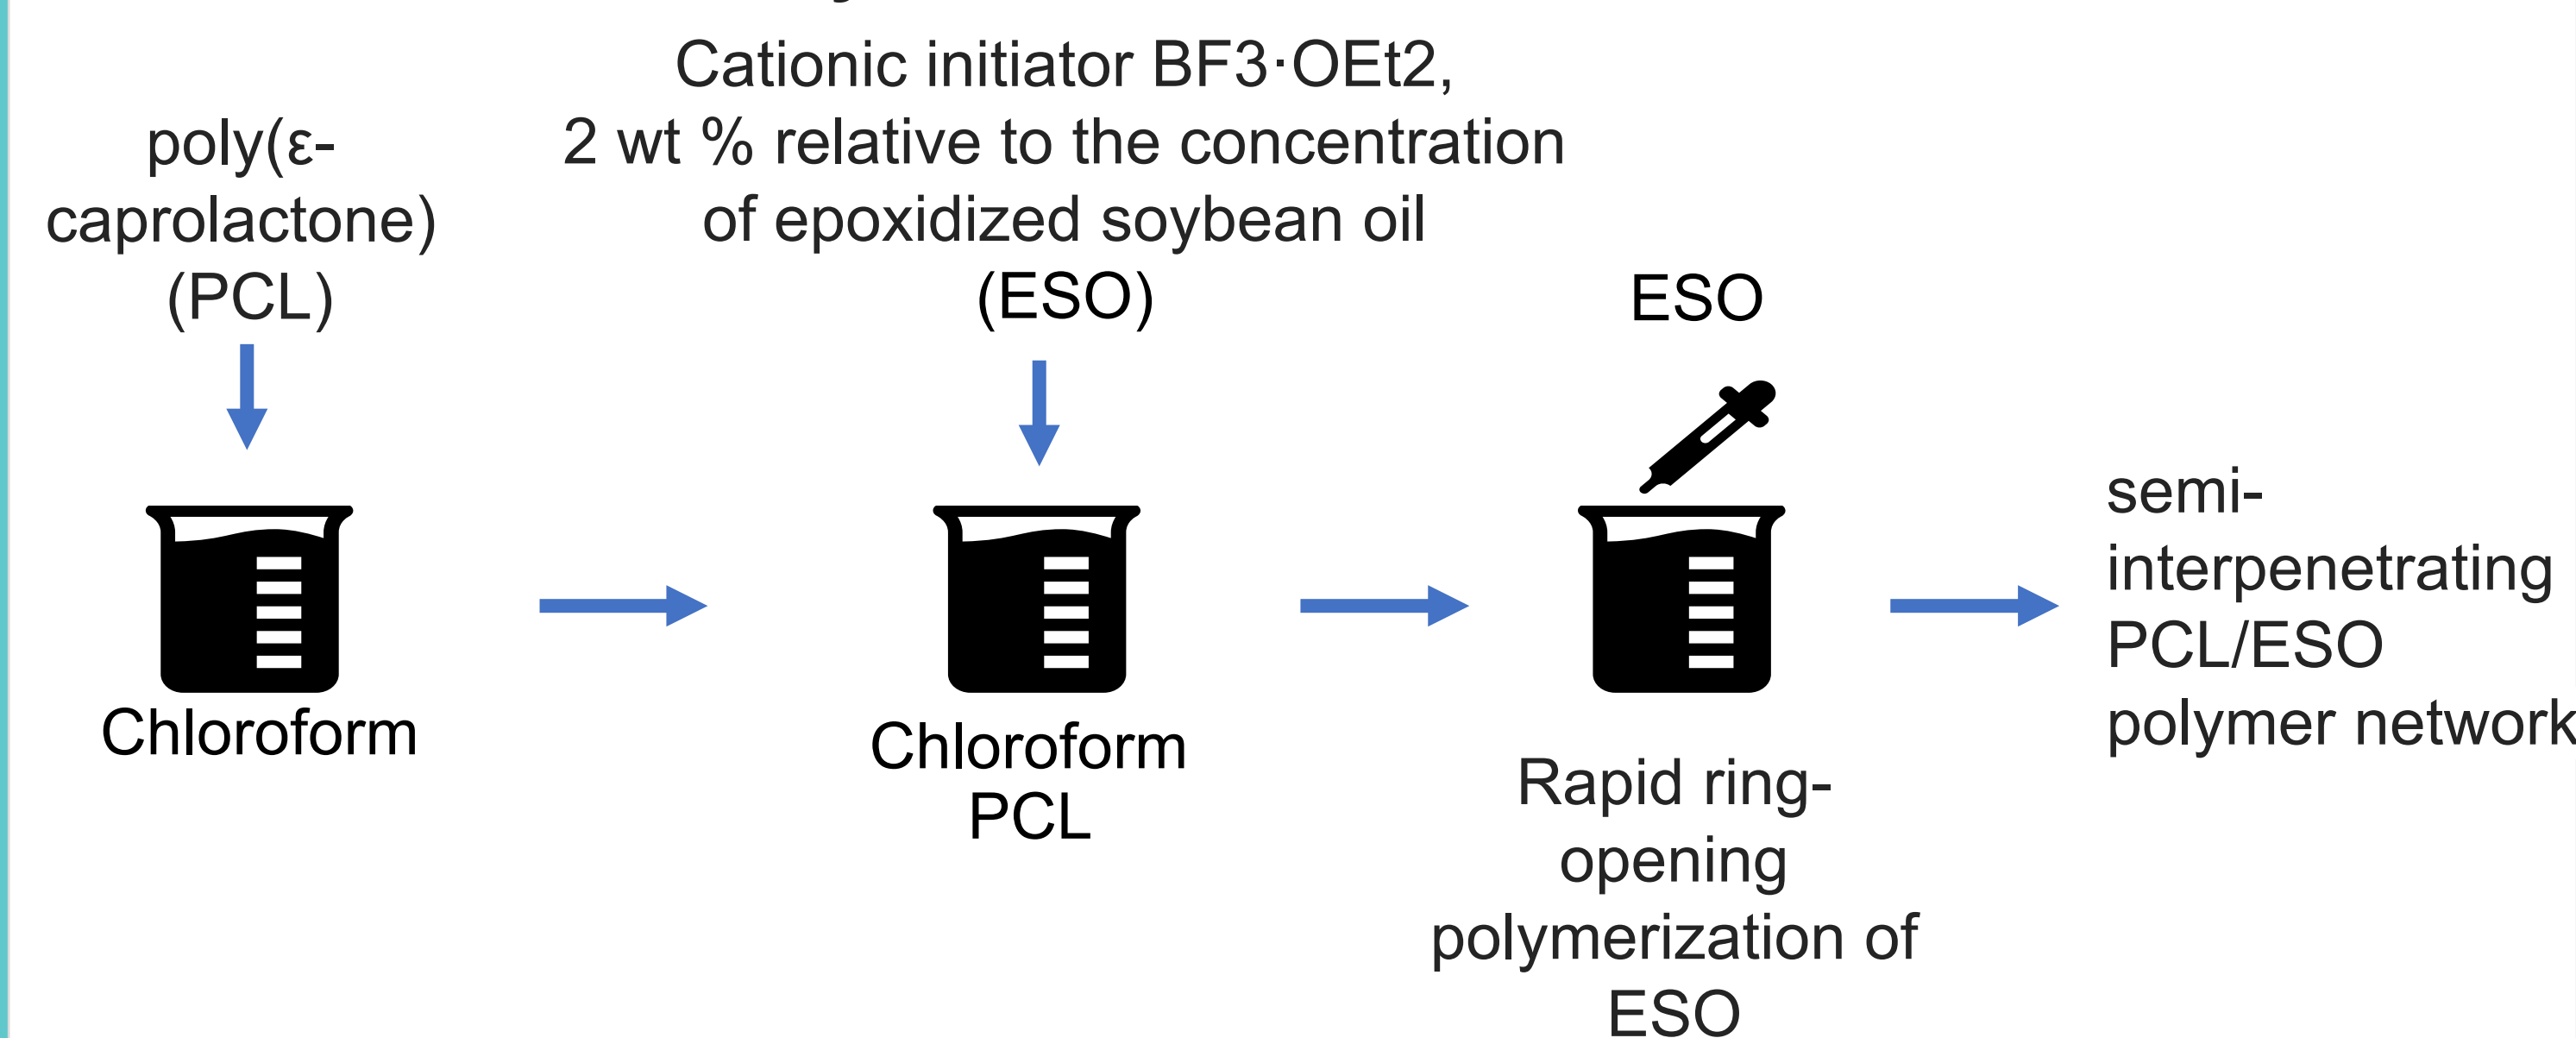 poly(ε-
caprolactone)
(PCL)
Cationic initiator BF3·OEt2,
2 wt % relative to the concentration
of epoxidized soybean oil
(ESO)
ESO
Chloroform
Chloroform
PCL
Rapid ring-
opening
polymerization of
ESO
semi-
interpenetrating
PCL/ESO
polymer network